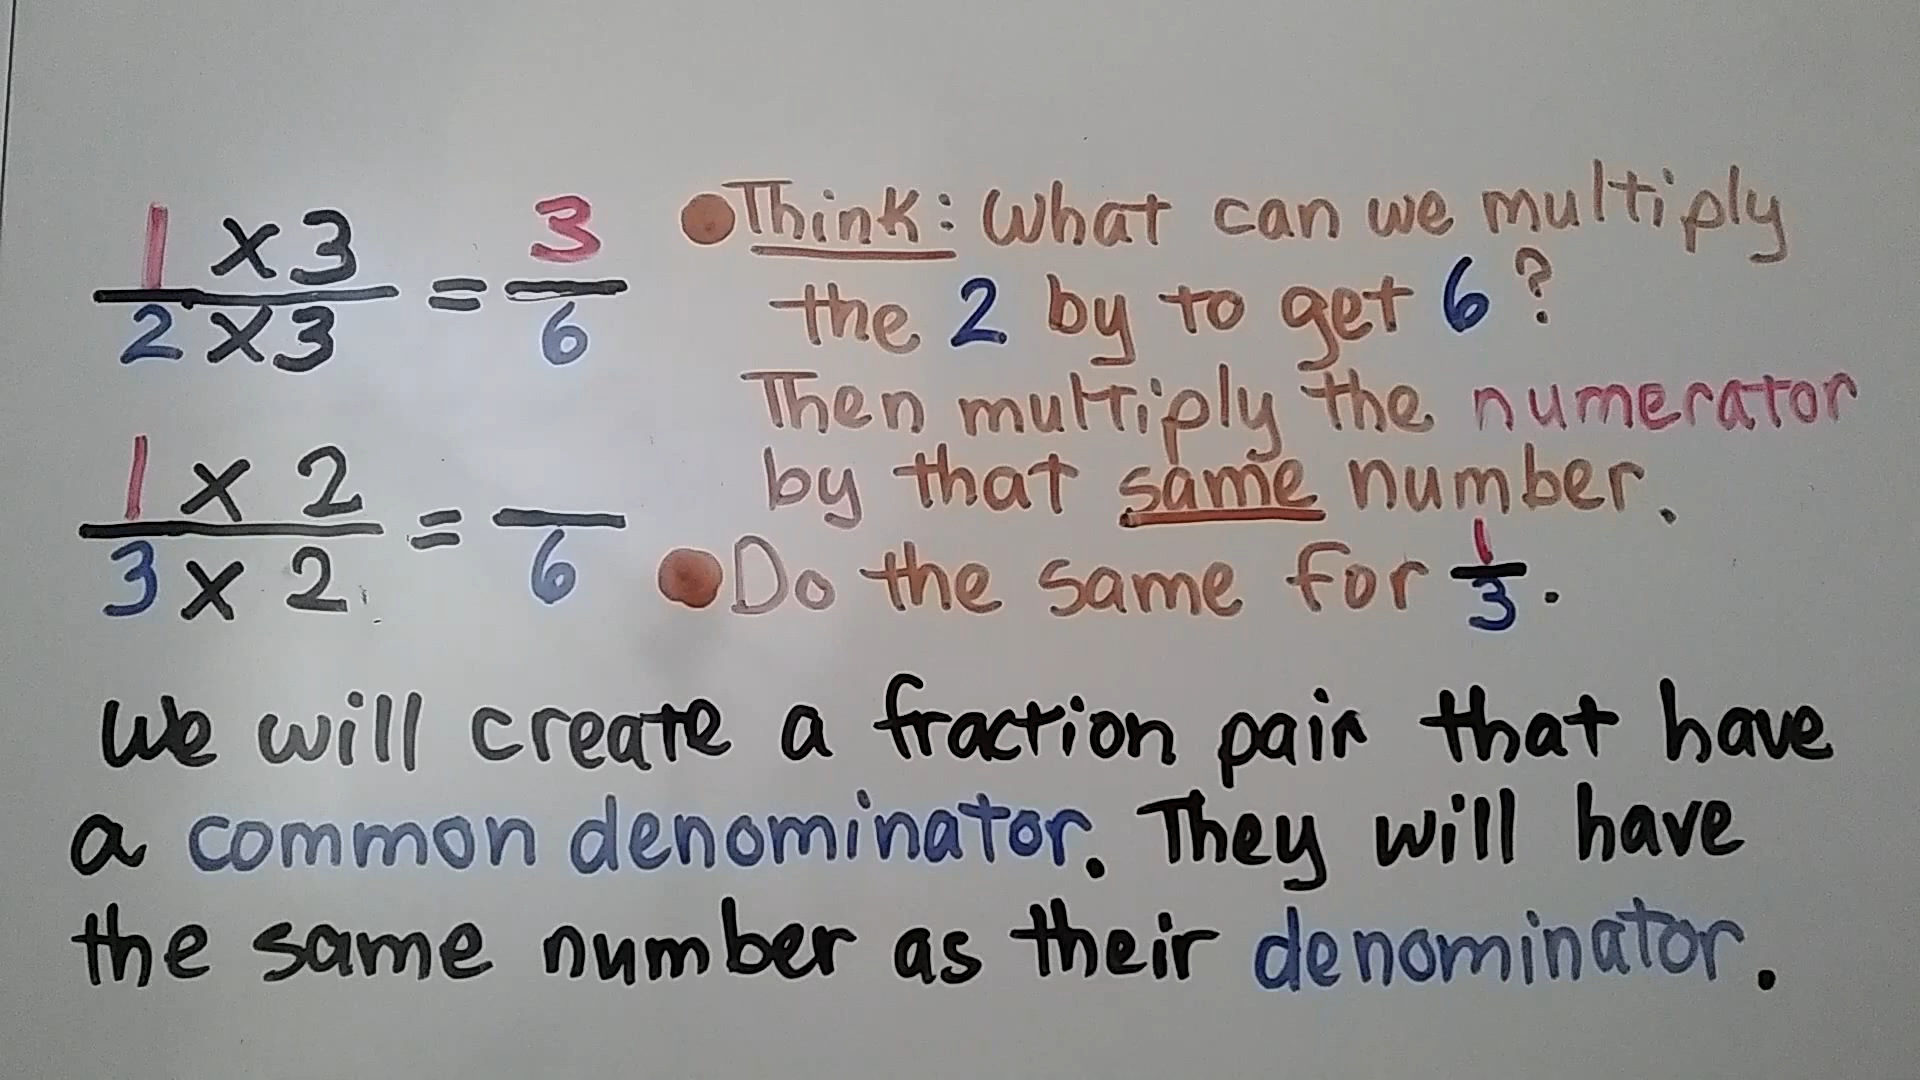 1 x 3 = 3
2 x 3 6
1 x 2 =
3 x 2 6
Think: What can we multiply
the 2 by to get 6?
Then multiply the numerator
by that same number.
Do the same for 1/3.
We will create a fraction pair that have
a common denominator. They will have
the same number as their denominator.